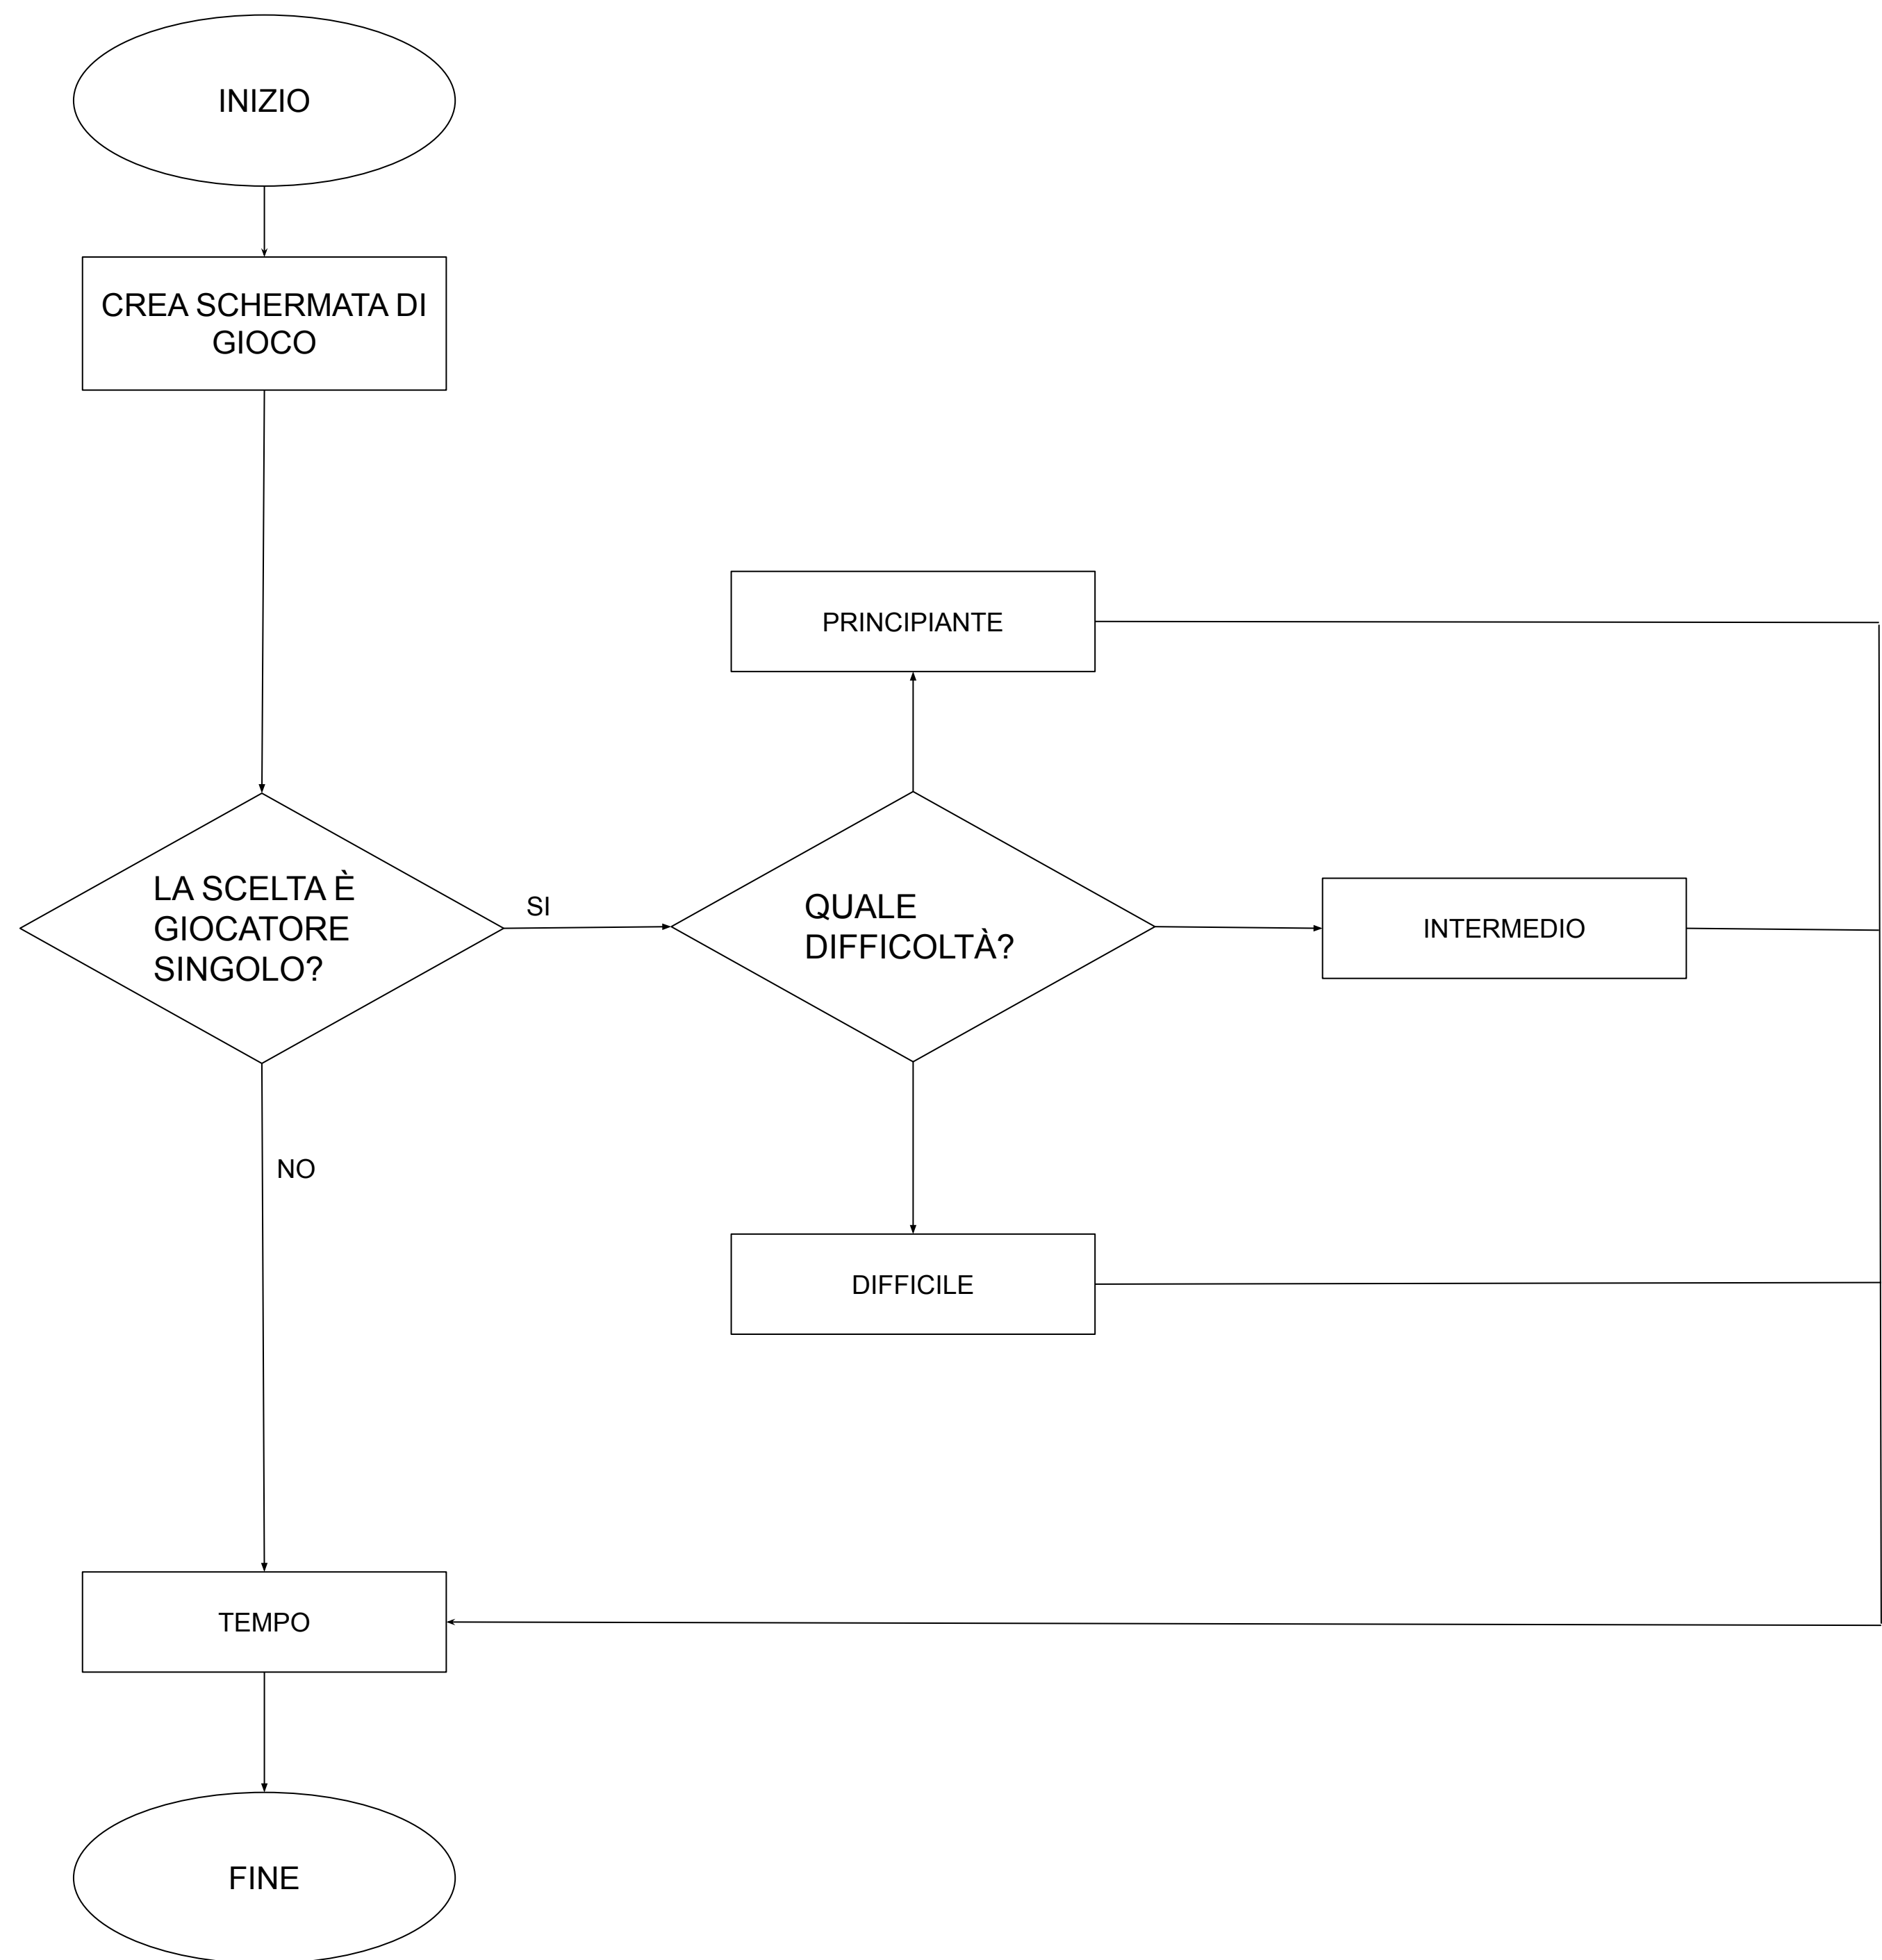 INIZIO
CREA SCHERMATA DI
GIOCO
PRINCIPIANTE
LA SCELTA È
GIOCATORE
SINGOLO?
SI
QUALE
DIFFICOLTÀ?
INTERMEDIO
NO
DIFFICILE
TEMPO
FINE